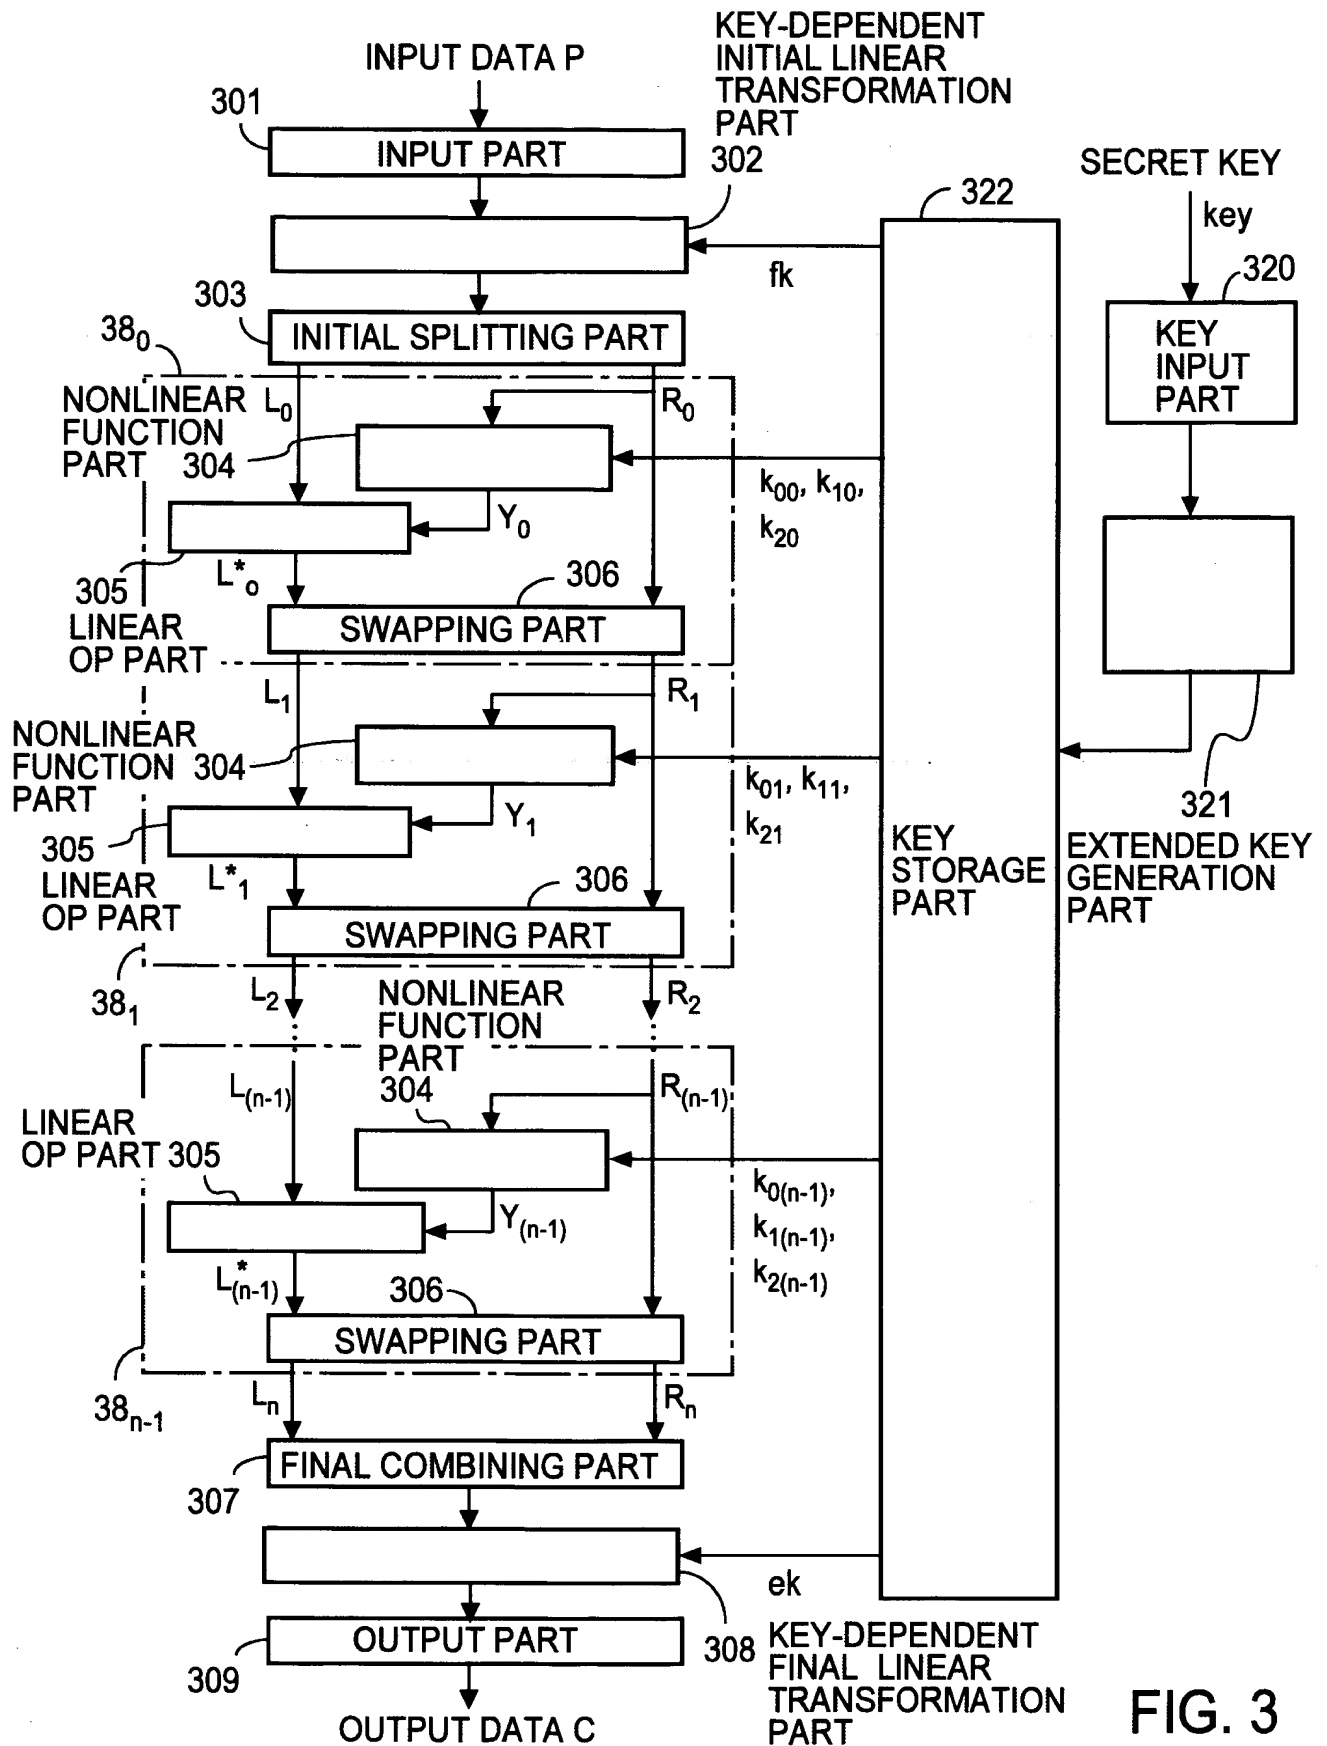 KEY-DEPENDENT
INITIAL LINEAR
TRANSFORMATION
PART
302
INPUT DATA P
301
INPUT PART
SECRET KEY
key
322
fk
320
KEY
INPUT
PART
303
INITIAL SPLITTING PART
38₀
NONLINEAR
FUNCTION
PART 304
L₀
R₀
k₀₀, k₁₀,
k₂₀
Y₀
305
LINEAR
OP PART
L*₀
306
SWAPPING PART
L₁
R₁
NONLINEAR
FUNCTION 304
PART
k₀₁, k₁₁,
k₂₁
Y₁
305
LINEAR
OP PART
L*₁
306
SWAPPING PART
38₁
321
EXTENDED KEY
GENERATION
PART
KEY
STORAGE
PART
L₂
R₂
NONLINEAR
FUNCTION
PART
304
L(n-1)
R(n-1)
LINEAR
OP PART 305
k0(n-1),
k1(n-1),
k2(n-1)
Y(n-1)
L*(n-1)
306
SWAPPING PART
38n-1
Ln
Rn
FINAL COMBINING PART
307
ek
308
KEY-DEPENDENT
FINAL LINEAR
TRANSFORMATION
PART
OUTPUT PART
309
OUTPUT DATA C
FIG. 3